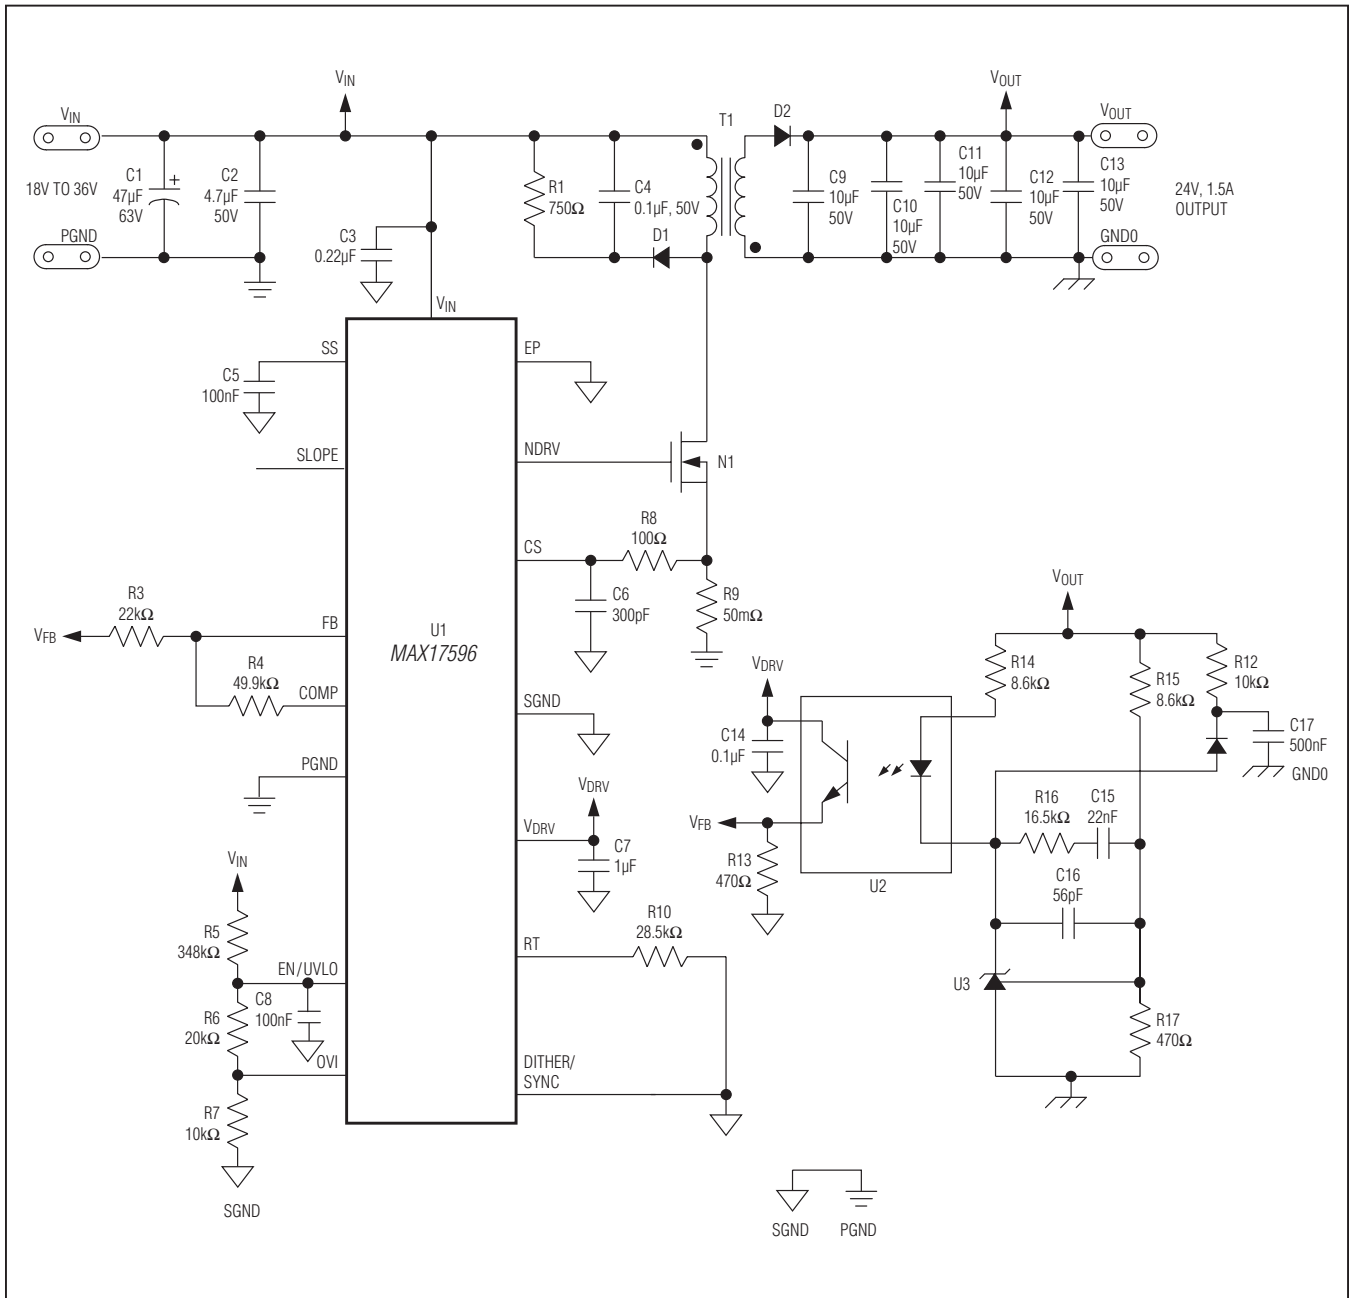 VIN
VOUT
VIN
T1
D2
VOUT
18V TO 36V
C1
47µF
63V
+
C2
4.7µF
50V
R1
750Ω
C4
0.1µF, 50V
D1
C9
10µF
50V
C10
10µF
50V
C11
10µF
50V
C12
10µF
50V
C13
10µF
50V
24V, 1.5A
OUTPUT
PGND
C3
0.22µF
GND0
VIN
SS
EP
C5
100nF
SLOPE
NDRV
N1
CS
R8
100Ω
C6
300pF
R9
50mΩ
VFB
R3
22kΩ
FB
R4
49.9kΩ
COMP
U1
MAX17596
PGND
SGND
VDRV
VDRV
C7
1µF
VDRV
C14
0.1µF
VFB
R13
470Ω
U2
VOUT
R14
8.6kΩ
R15
8.6kΩ
R12
10kΩ
C17
500nF
GND0
R16
16.5kΩ
C15
22nF
C16
56pF
U3
R17
470Ω
VIN
R5
348kΩ
EN/UVLO
C8
100nF
R6
20kΩ
OVI
R7
10kΩ
SGND
RT
R10
28.5kΩ
DITHER/
SYNC
SGND
PGND